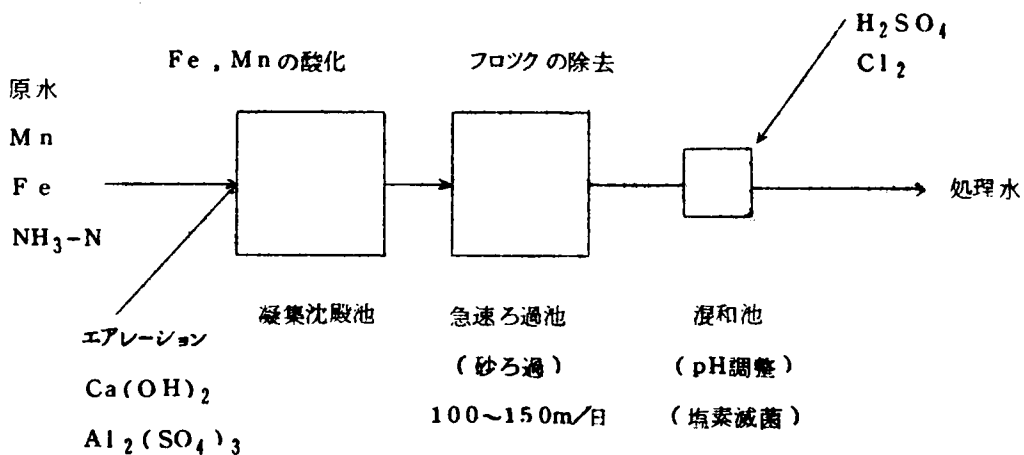 H₂SO₄
Cl₂
Fe , Mnの酸化
フロツクの除去
原水
Mn
Fe
NH₃-N
処理水
エアレーション
Ca(OH)₂
Al₂(SO₄)₃
凝集沈殿池
急速ろ過池
(砂ろ過)
100~150m/日
混和池
(pH調整)
(塩素滅菌)